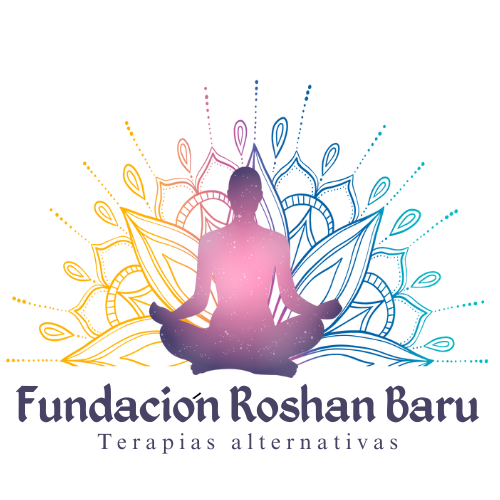 Fundación Roshan Baru
Terapias alternativas